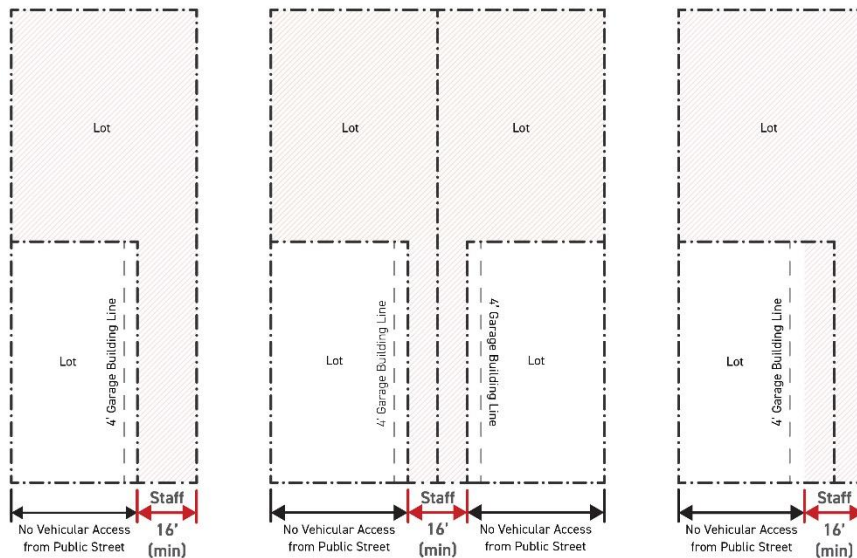 Lot
Lot
Lot
Lot
Lot
4' Garage Building Line
Lot
4' Garage Building Line
4' Garage Building Line
Lot
Lot
4' Garage Building Line
No Vehicular Access
from Public Street
Staff
16'
(min)
No Vehicular Access
from Public Street
Staff
16'
(min)
No Vehicular Access
from Public Street
No Vehicular Access
from Public Street
Staff
16'
(min)